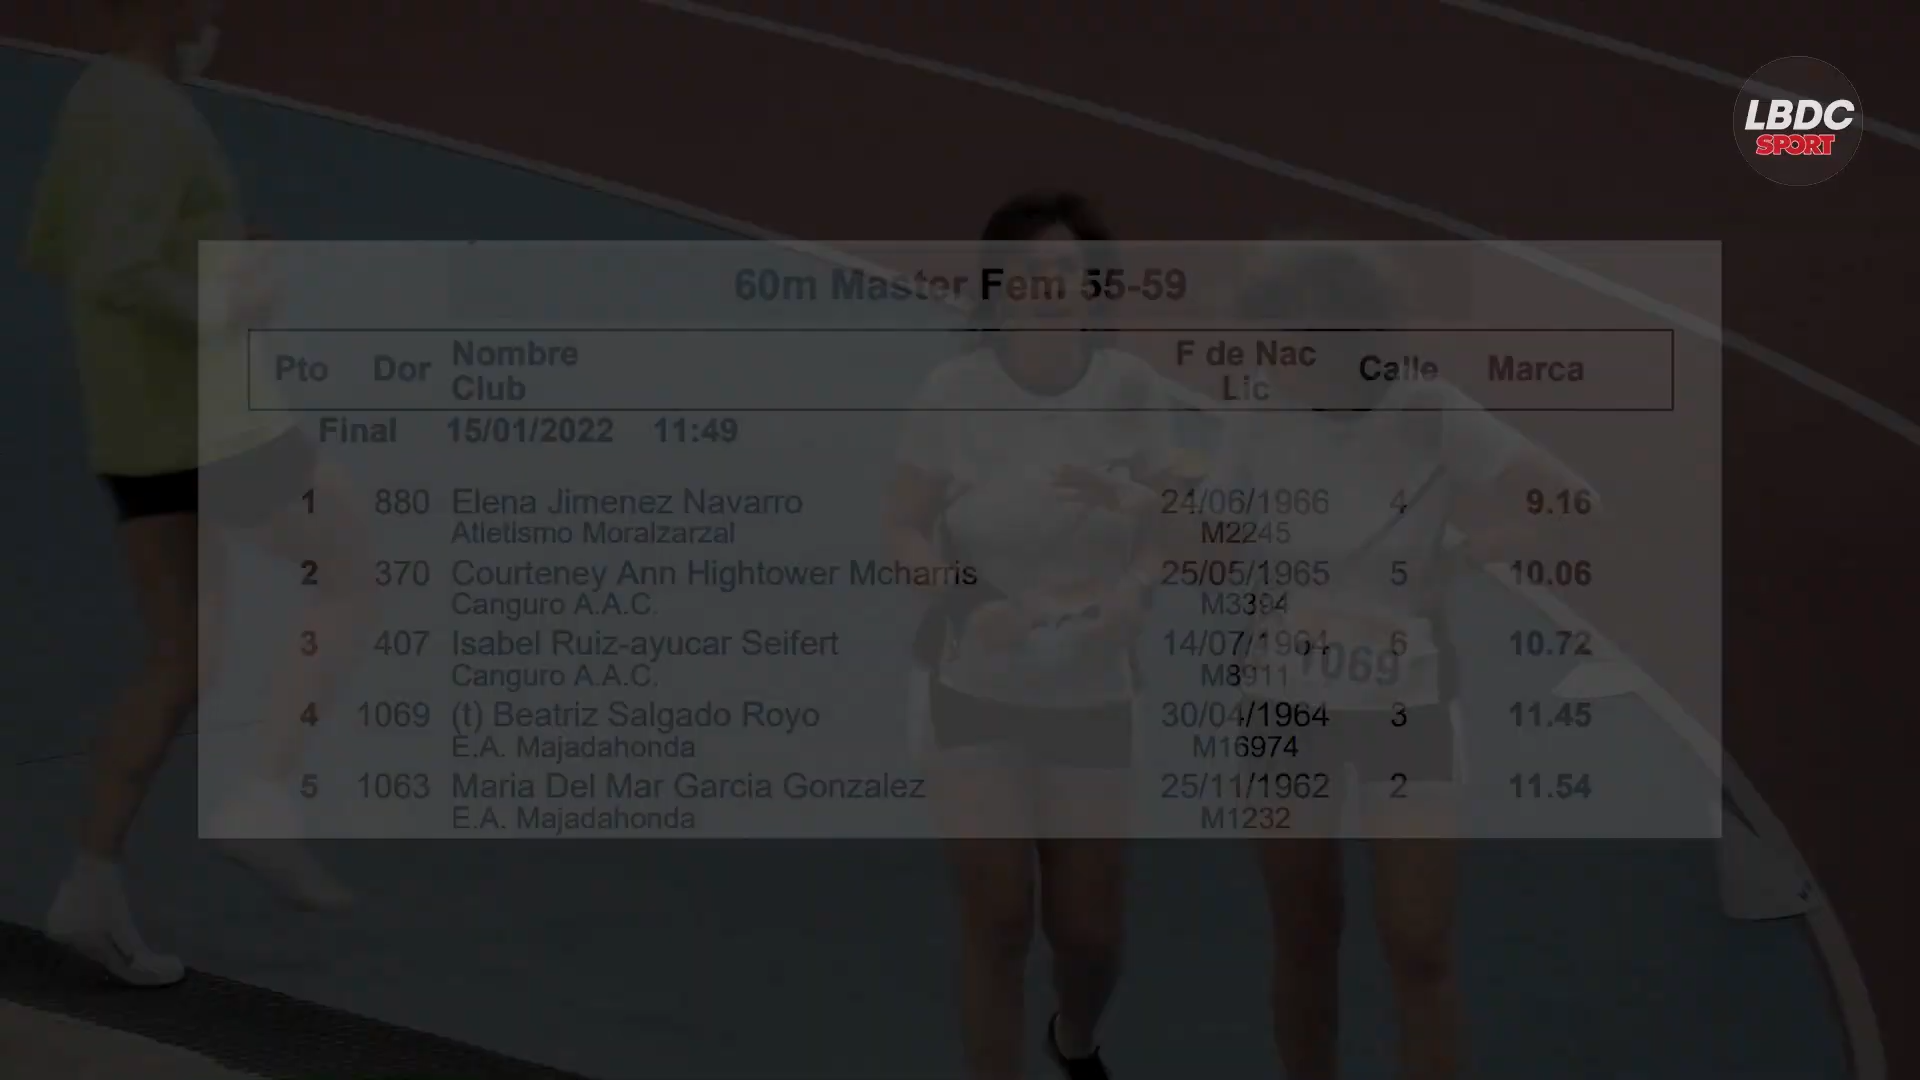 LBDC
SPORT
60m Master Fem 55-59
Pto Dor Nombre Club F de Nac Lic Calle Marca
Final 15/01/2022 11:49
1 880 Elena Jimenez Navarro 24/06/1966 4 9.16
Atletismo Moralzarzal M2245
2 370 Courteney Ann Hightower Mcharris 25/05/1965 5 10.06
Canguro A.A.C. M3394
3 407 Isabel Ruiz-ayucar Seifert 14/07/1964 6 10.72
Canguro A.A.C. M8911
1069
4 1069 (t) Beatriz Salgado Royo 30/04/1964 3 11.45
E.A. Majadahonda M16974
5 1063 Maria Del Mar Garcia Gonzalez 25/11/1962 2 11.54
E.A. Majadahonda M1232